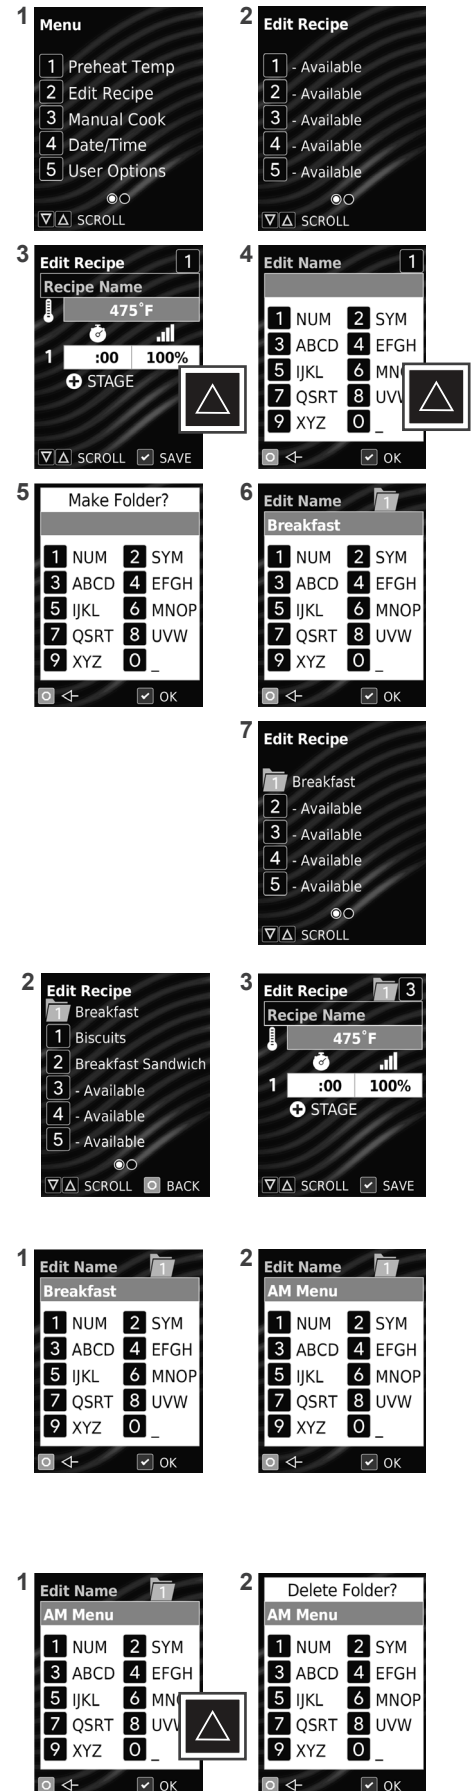 1
Menu
1 Preheat Temp
2 Edit Recipe
3 Manual Cook
4 Date/Time
5 User Options
SCROLL
2
Edit Recipe
1 - Available
2 - Available
3 - Available
4 - Available
5 - Available
SCROLL
3
Edit Recipe 1
Recipe Name
475°F
1 :00 100%
STAGE
SCROLL SAVE
4
Edit Name 1
1 NUM 2 SYM
3 ABCD 4 EFGH
5 IJKL 6 MN
7 QSRT 8 UV
9 XYZ 0 _
OK
5
Make Folder?
1 NUM 2 SYM
3 ABCD 4 EFGH
5 IJKL 6 MNOP
7 QSRT 8 UVW
9 XYZ 0 _
OK
6
Edit Name 1
Breakfast
1 NUM 2 SYM
3 ABCD 4 EFGH
5 IJKL 6 MNOP
7 QSRT 8 UVW
9 XYZ 0 _
OK
7
Edit Recipe
1 Breakfast
2 - Available
3 - Available
4 - Available
5 - Available
SCROLL
2
Edit Recipe
1 Breakfast
1 Biscuits
2 Breakfast Sandwich
3 - Available
4 - Available
5 - Available
SCROLL BACK
3
Edit Recipe 1 3
Recipe Name
475°F
1 :00 100%
STAGE
SCROLL SAVE
1
Edit Name 1
Breakfast
1 NUM 2 SYM
3 ABCD 4 EFGH
5 IJKL 6 MNOP
7 QSRT 8 UVW
9 XYZ 0 _
OK
2
Edit Name 1
AM Menu
1 NUM 2 SYM
3 ABCD 4 EFGH
5 IJKL 6 MNOP
7 QSRT 8 UVW
9 XYZ 0 _
OK
1
Edit Name 1
AM Menu
1 NUM 2 SYM
3 ABCD 4 EFGH
5 IJKL 6 MN
7 QSRT 8 UV
9 XYZ 0 _
OK
2
Delete Folder?
AM Menu
1 NUM 2 SYM
3 ABCD 4 EFGH
5 IJKL 6 MNOP
7 QSRT 8 UVW
9 XYZ 0 _
OK